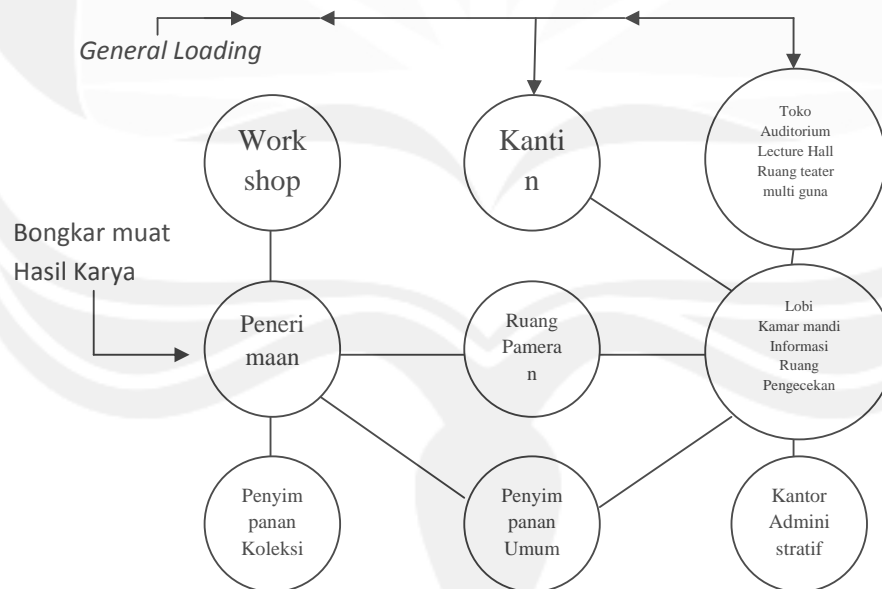 General Loading
Work
shop
Kanti
n
Toko
Auditorium
Lecture Hall
Ruang teater
multi guna
Bongkar muat
Hasil Karya
Peneri
maan
Ruang
Pamera
n
Lobi
Kamar mandi
Informasi
Ruang
Pengecekan
Penyim
panan
Koleksi
Penyim
panan
Umum
Kantor
Admini
stratif